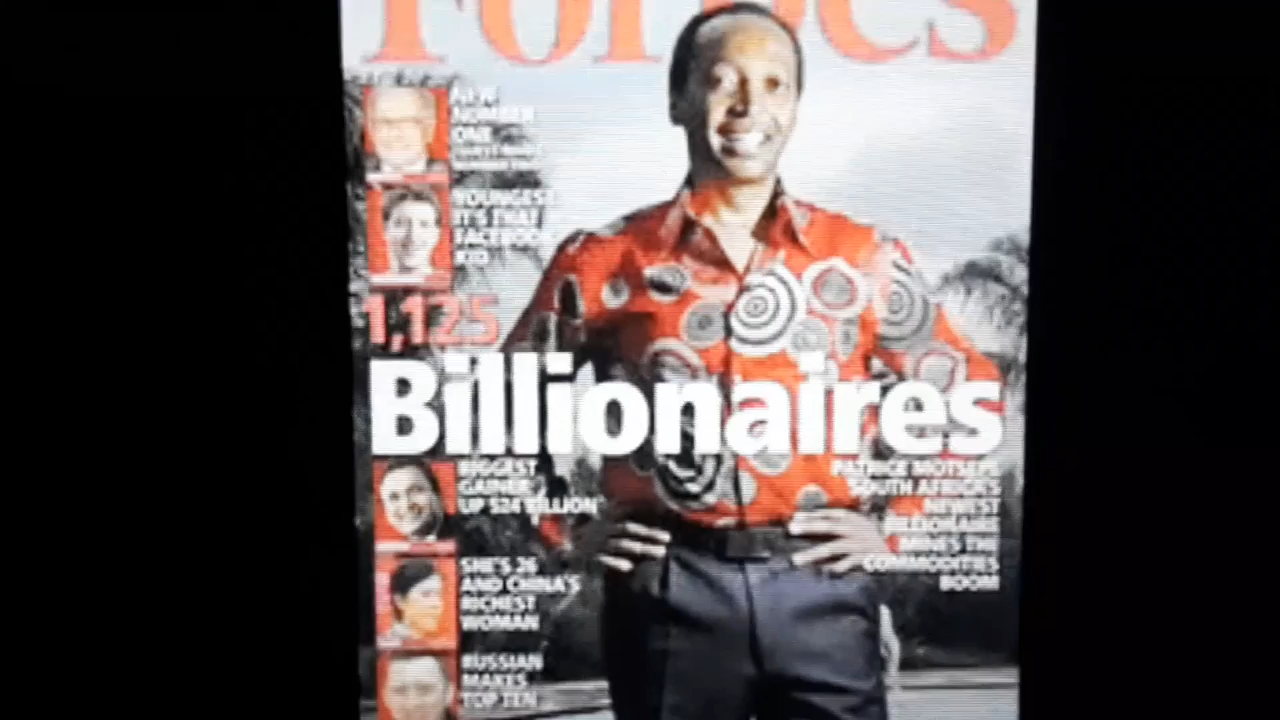 Forbes
NEW
NUMBER
ONE
YOUNGEST
IT'S THAT
FACEBOOK
1,125
Billionaires
BIGGEST
GAINER
UP $24 BILLION
SHE'S 26
AND CHINA'S
RICHEST
WOMAN
RUSSIAN
MAKES
TOP TEN
PATRICE MOTSEPE
SOUTH AFRICA'S
NEWEST
BILLIONAIRE
MINES THE
COMMODITIES
BOOM